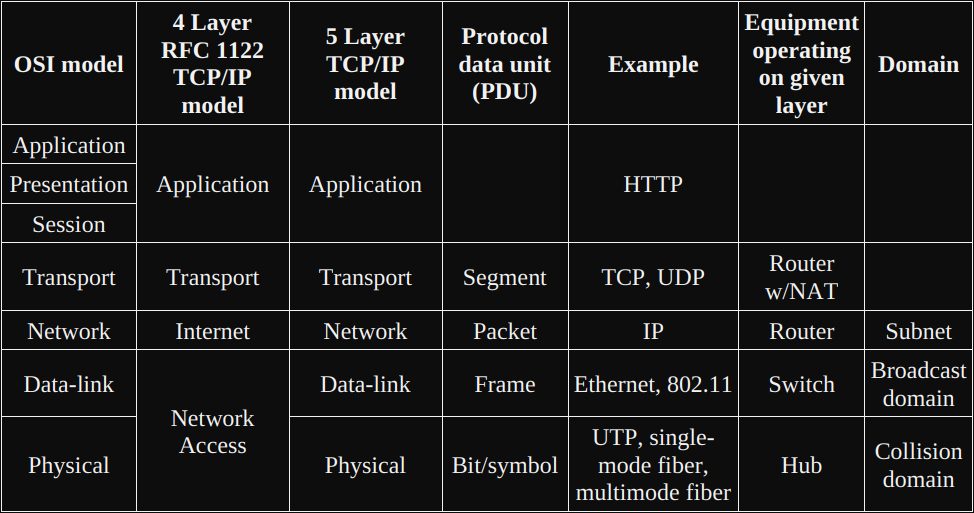 OSI model
4 Layer
RFC 1122
TCP/IP
model
5 Layer
TCP/IP
model
Protocol
data unit
(PDU)
Example
Equipment
operating
on given
layer
Domain
Application
Presentation
Session
Application
Application
HTTP
Transport
Transport
Transport
Segment
TCP, UDP
Router
w/NAT
Network
Internet
Network
Packet
IP
Router
Subnet
Data-link
Network
Access
Data-link
Frame
Ethernet, 802.11
Switch
Broadcast
domain
Physical
Physical
Bit/symbol
UTP, single-
mode fiber,
multimode fiber
Hub
Collision
domain